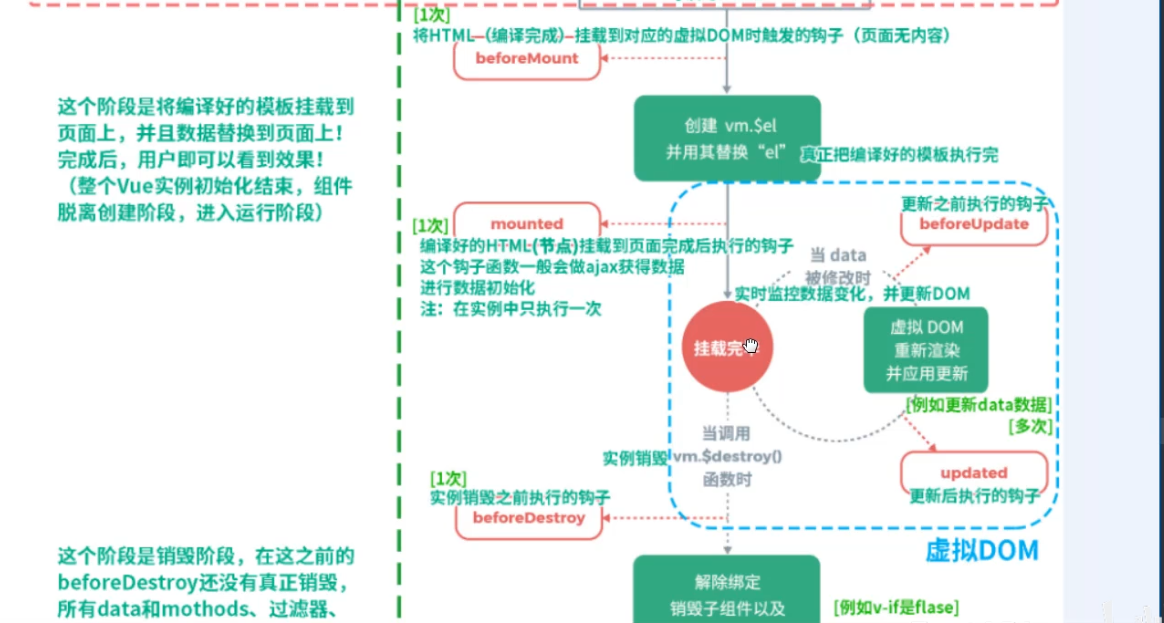 [1次]
将HTML（编译完成）挂载到对应的虚拟DOM时触发的钩子（页面无内容）
beforeMount
这个阶段是将编译好的模板挂载到
页面上，并且数据替换到页面上！
完成后，用户即可以看到效果！
（整个Vue实例初始化结束，组件
脱离创建阶段，进入运行阶段）
创建 vm.$el
并用其替换“el”
真正把编译好的模板执行完
[1次]
mounted
编译好的HTML(节点)挂载到页面完成后执行的钩子
这个钩子函数一般会做ajax获得数据
进行数据初始化
注：在实例中只执行一次
更新之前执行的钩子
beforeUpdate
当 data
被修改时
实时监控数据变化，并更新DOM
挂载完
虚拟 DOM
重新渲染
并应用更新
[例如更新data数据]
[多次]
当调用
vm.$destroy()
函数时
实例销毁
updated
更新后执行的钩子
[1次]
实例销毁之前执行的钩子
beforeDestroy
虚拟DOM
这个阶段是销毁阶段，在这之前的
beforeDestroy还没有真正销毁，
所有data和mothods、过滤器、
解除绑定
销毁子组件以及
[例如v-if是flase]